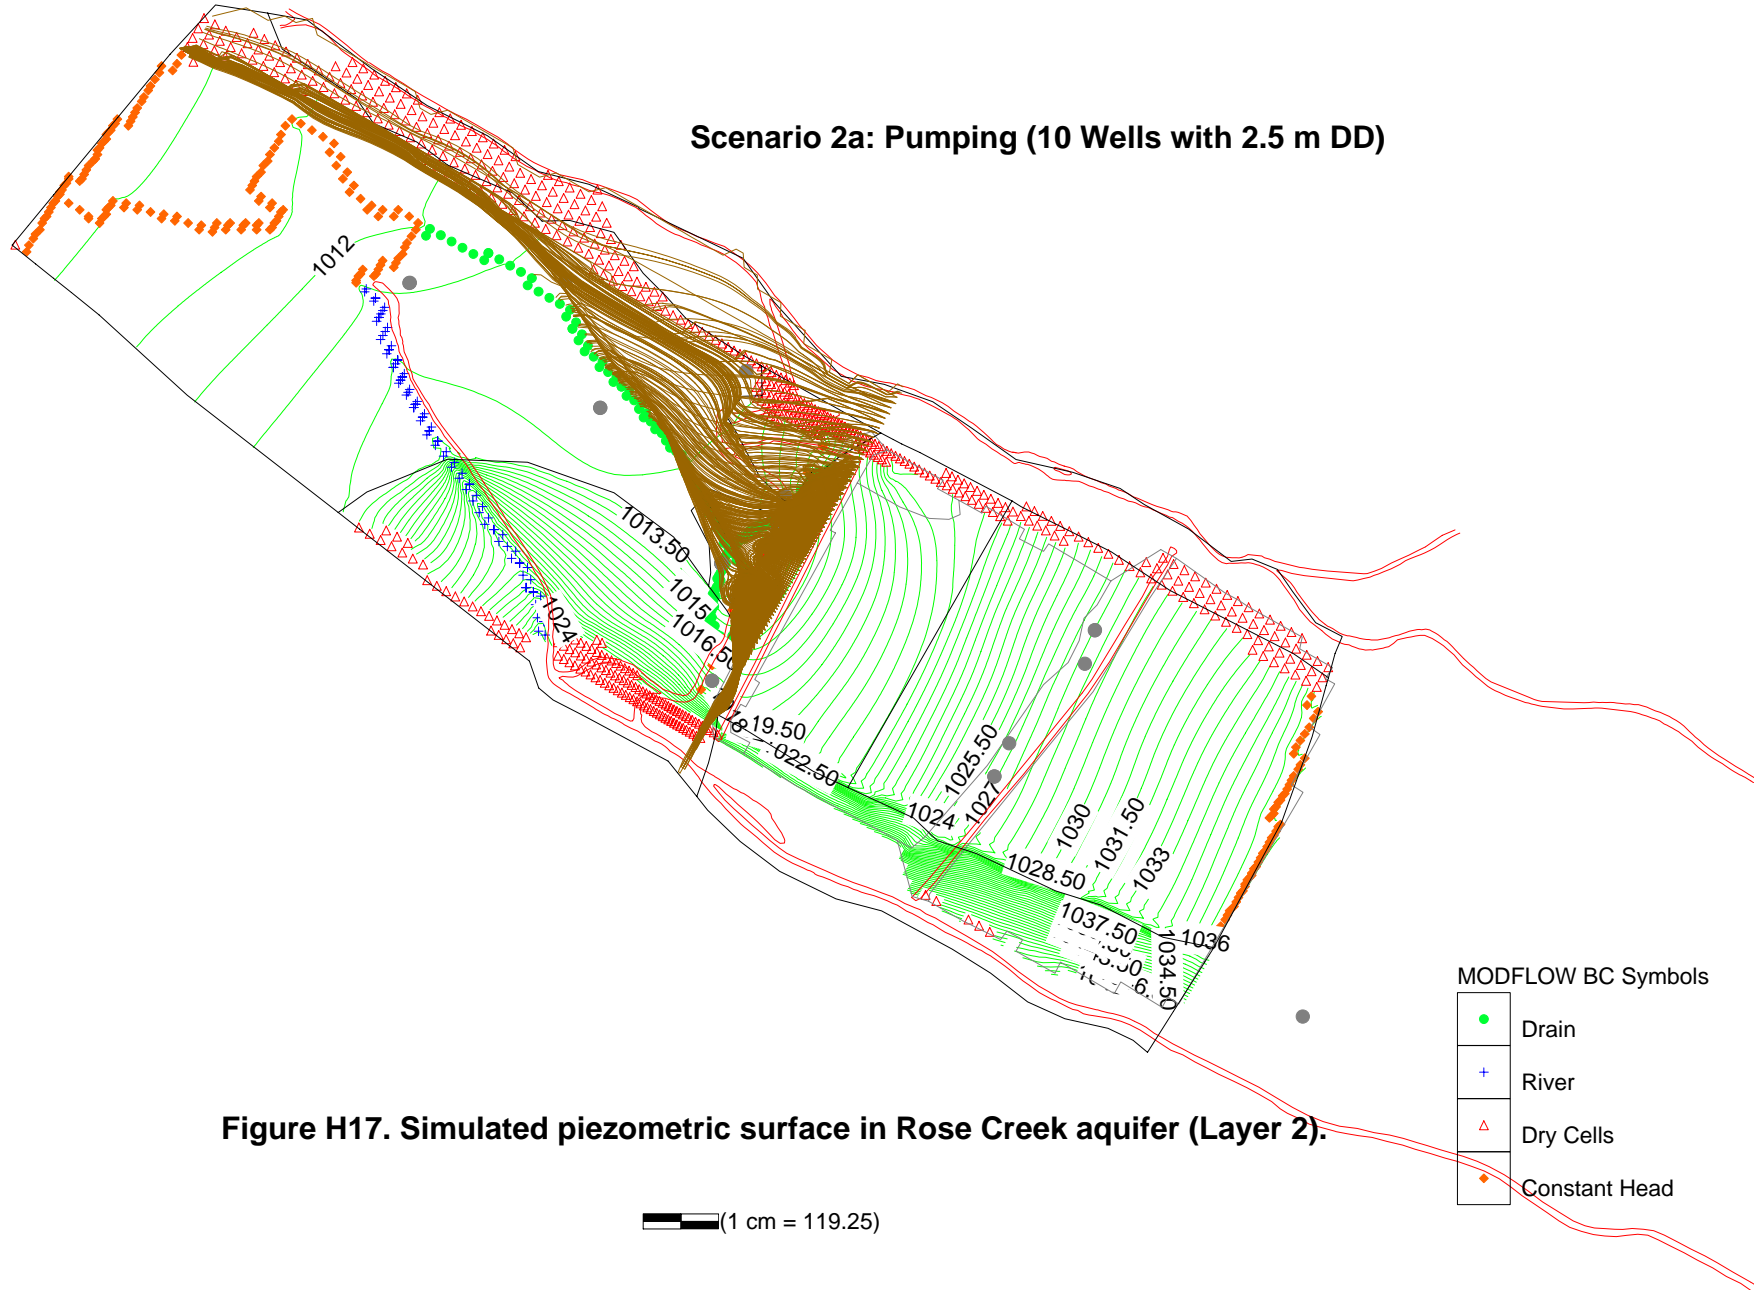 Scenario 2a: Pumping (10 Wells with 2.5 m DD)
1012
1013.50
1015
1024
1016.50
19.50
022.50
1025.50
1027
1024
1030
1031.50
1033
1028.50
1037.50
1036
1034.50
MODFLOW BC Symbols
Drain
River
Dry Cells
Constant Head
Figure H17. Simulated piezometric surface in Rose Creek aquifer (Layer 2).
(1 cm = 119.25)